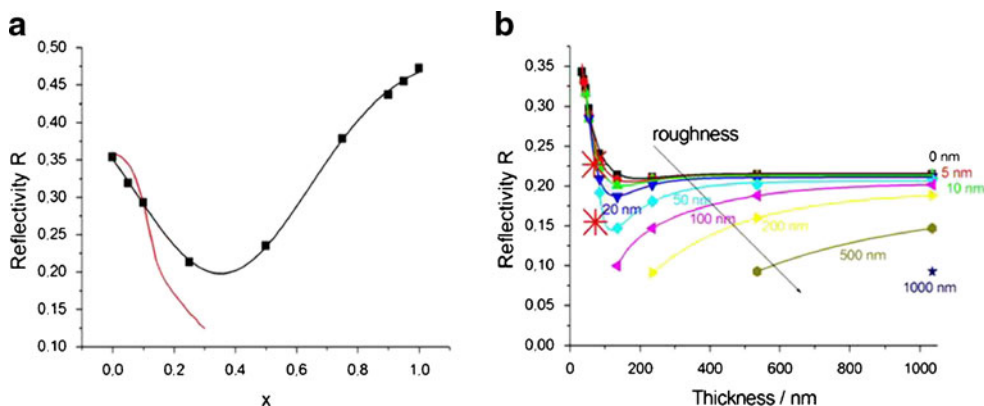 a
0.50
0.45
0.40
0.35
0.30
0.25
0.20
0.15
0.10
Reflectivity R
0.0 0.2 0.4 0.6 0.8 1.0
x
b
0.35
0.30
0.25
0.20
0.15
0.10
0.05
0.00
Reflectivity R
roughness
0 nm
5 nm
10 nm
20 nm
50 nm
100 nm
200 nm
500 nm
1000 nm
0 200 400 600 800 1000
Thickness / nm